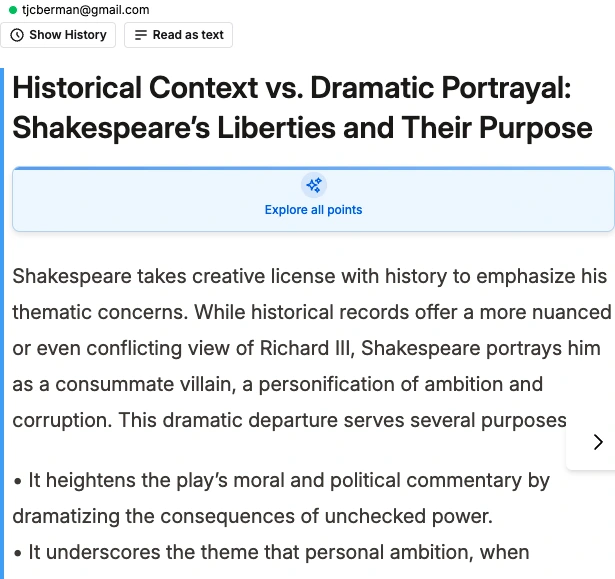 tjcberman@gmail.com
Show History
Read as text
Historical Context vs. Dramatic Portrayal:
Shakespeare’s Liberties and Their Purpose
Explore all points
Shakespeare takes creative license with history to emphasize his
thematic concerns. While historical records offer a more nuanced
or even conflicting view of Richard III, Shakespeare portrays him
as a consummate villain, a personification of ambition and
corruption. This dramatic departure serves several purposes
• It heightens the play’s moral and political commentary by
dramatizing the consequences of unchecked power.
• It underscores the theme that personal ambition, when